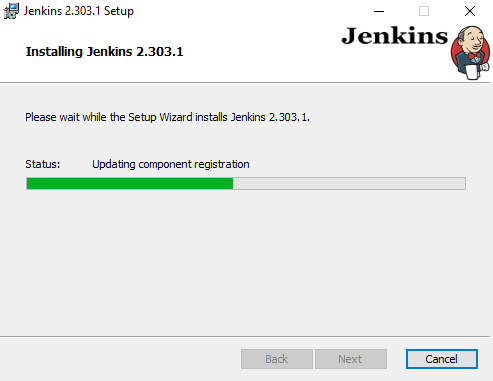 Jenkins 2.303.1 Setup
Jenkins
Installing Jenkins 2.303.1
Please wait while the Setup Wizard installs Jenkins 2.303.1.
Status: Updating component registration
Back Next Cancel